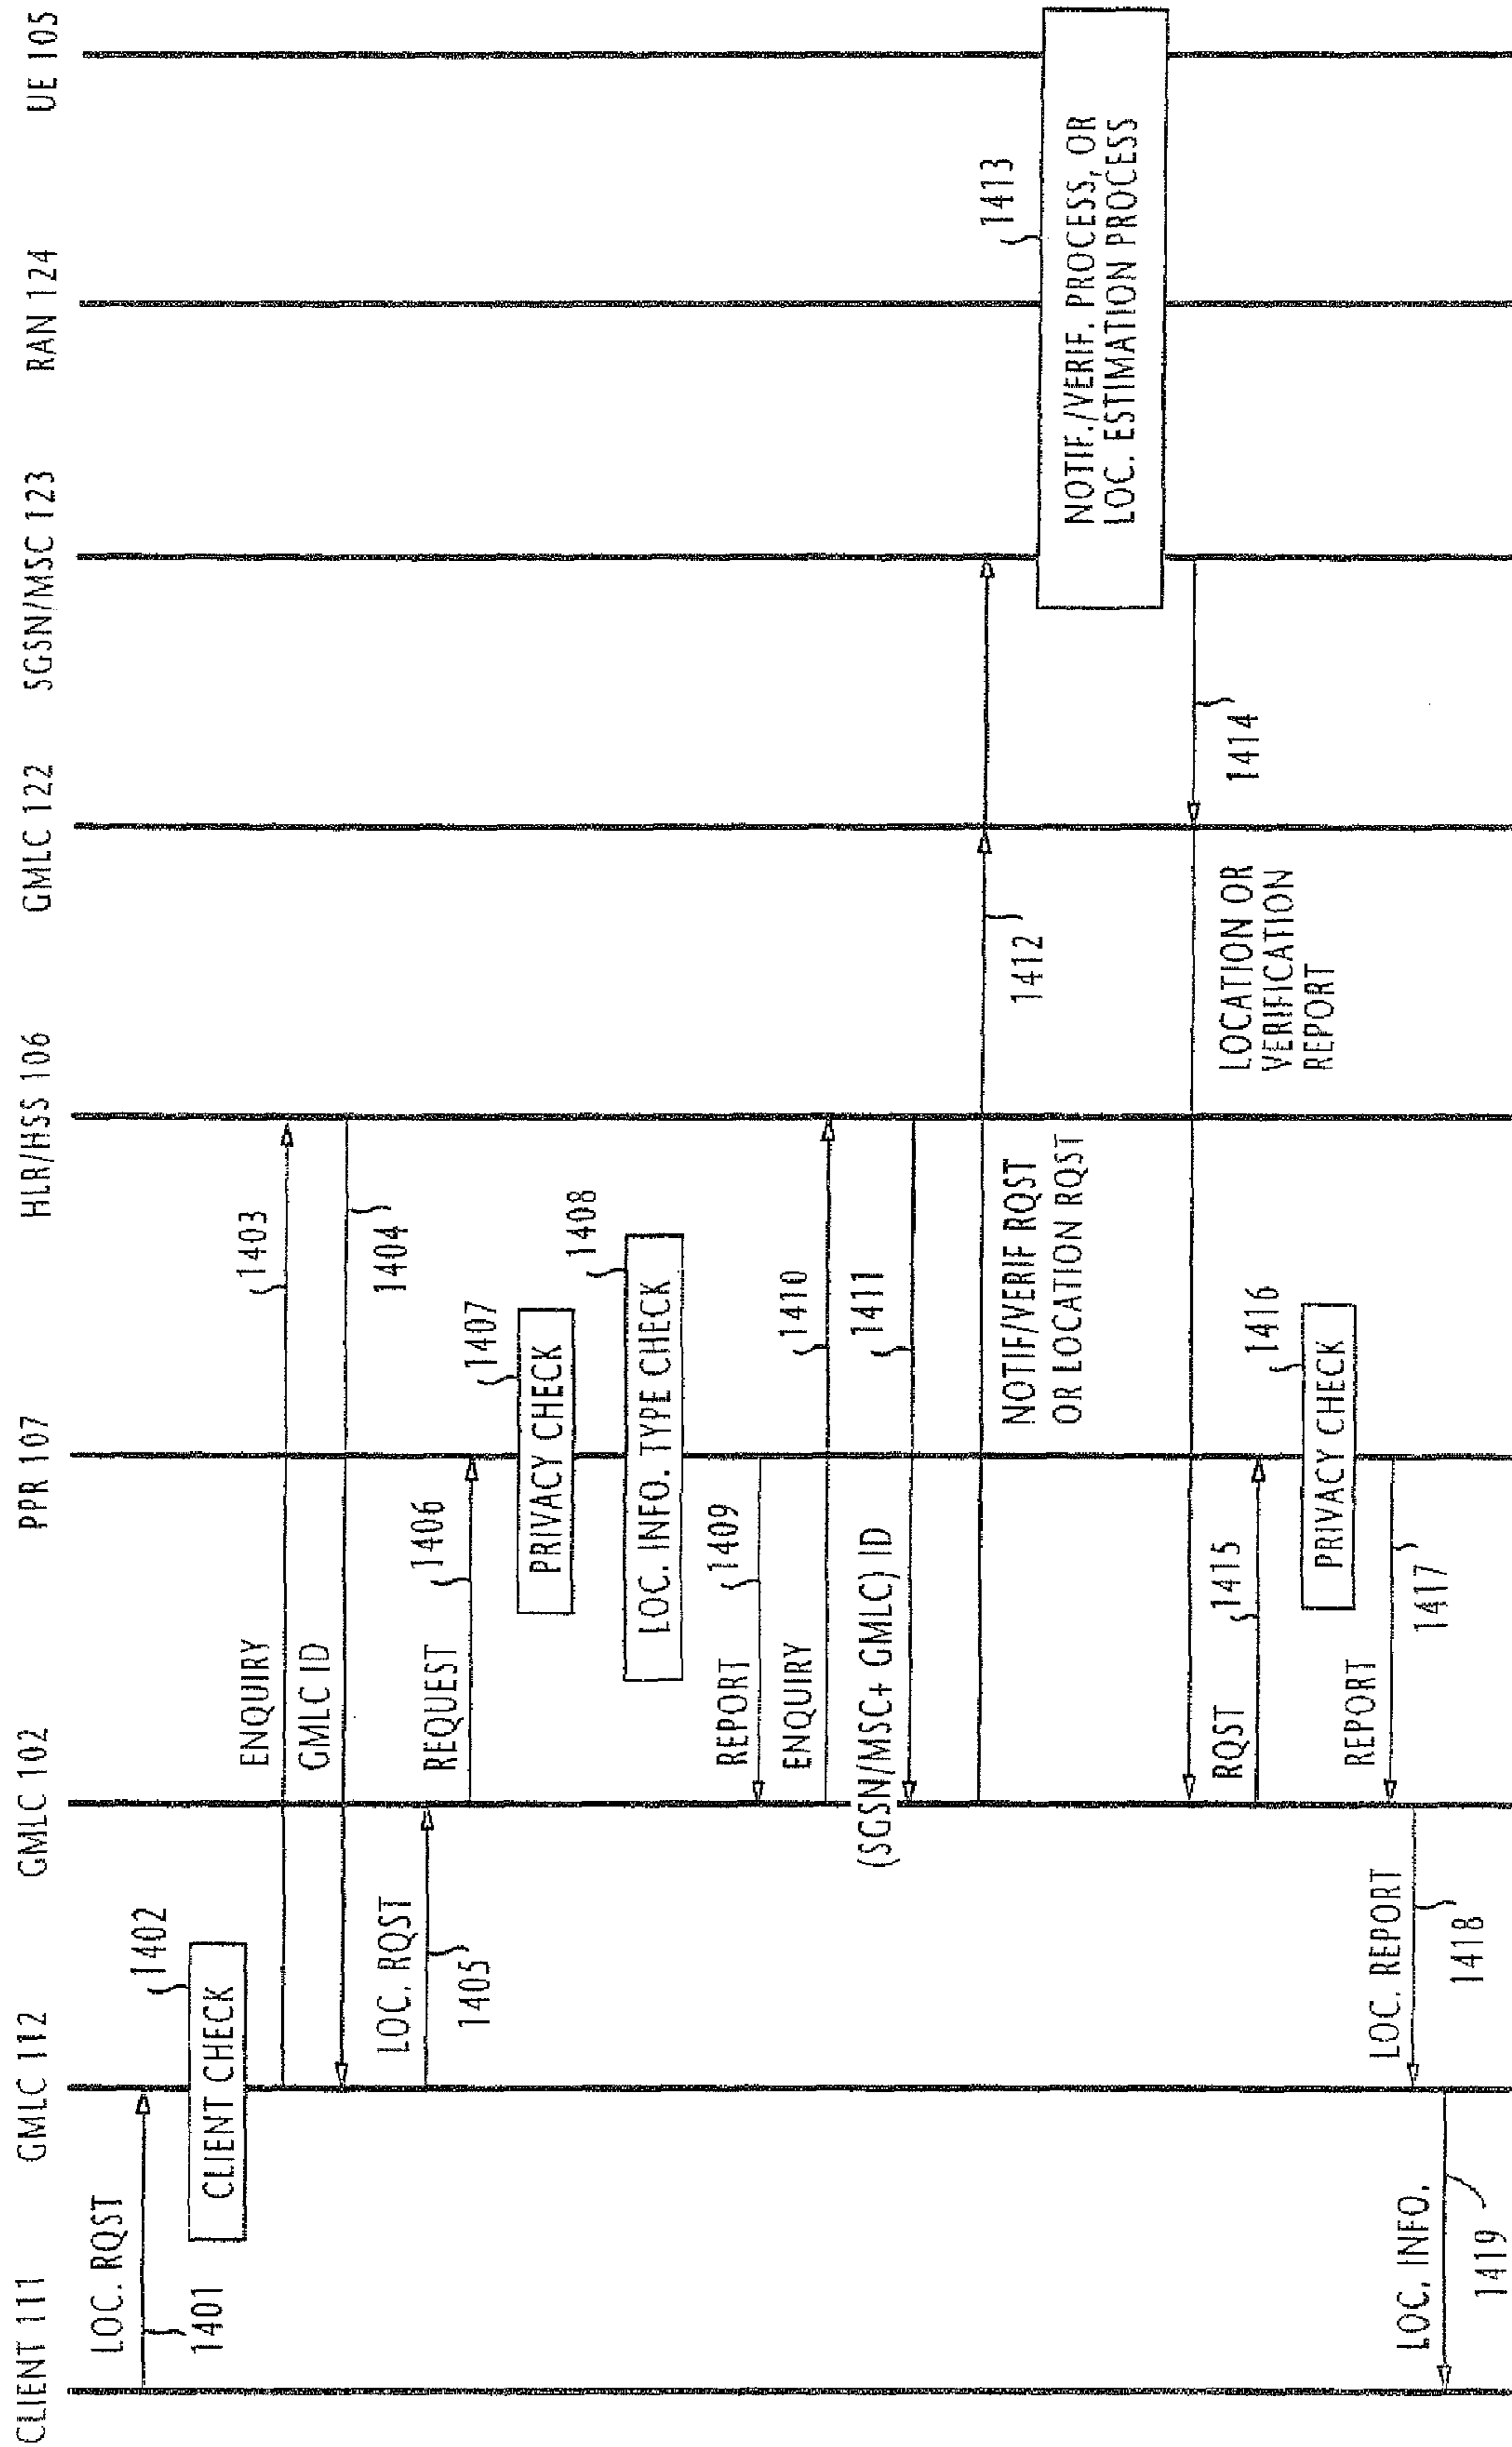 CLIENT 111
GMLC 112
GMLC 102
PPR 107
HLR/HSS 106
GMLC 122
SGSN/MSC 123
RAN 124
UE 105
LOC. RQST
1401
CLIENT CHECK
1402
ENQUIRY
1403
GMLC ID
1404
LOC. RQST
1405
REQUEST
1406
PRIVACY CHECK
1407
LOC. INFO. TYPE CHECK
1408
REPORT
1409
ENQUIRY
1410
(SGSN/MSC+ GMLC) ID
1411
NOTIF/VERIF RQST
OR LOCATION RQST
1412
NOTIF./VERIF. PROCESS, OR
LOC. ESTIMATION PROCESS
1413
1414
LOCATION OR
VERIFICATION
REPORT
RQST
1415
PRIVACY CHECK
1416
REPORT
1417
LOC. REPORT
1418
LOC. INFO.
1419